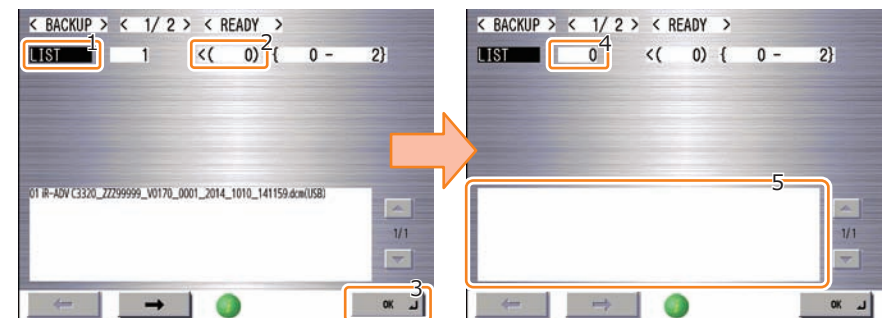 < BACKUP > < 1/ 2 > < READY >
1
2
LIST 1 <( 0) { 0 - 2}
01 iR-ADV C3320_ZZZ99999_V0170_0001_2014_1010_141159.dcm(USB)
1/1
3
OK
< BACKUP > < 1/ 2 > < READY >
4
LIST 0 <( 0) { 0 - 2}
5
1/1
OK